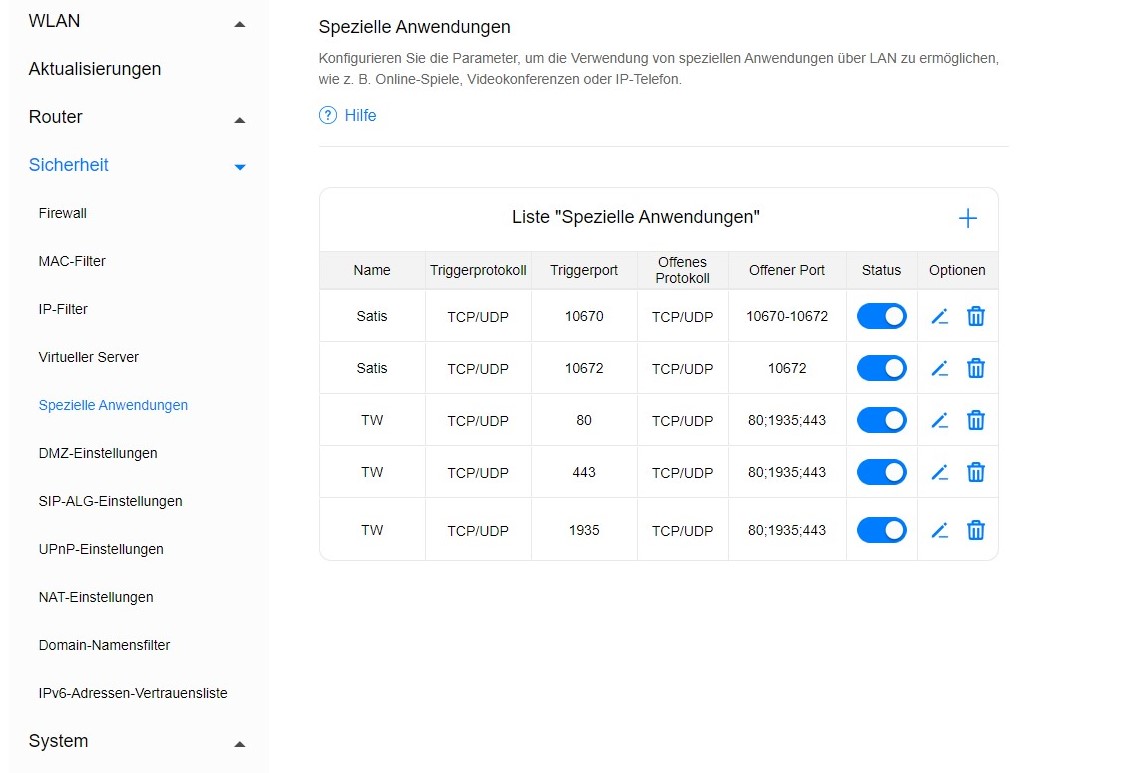 WLAN
Aktualisierungen
Router
Sicherheit
Firewall
MAC-Filter
IP-Filter
Virtueller Server
Spezielle Anwendungen
DMZ-Einstellungen
SIP-ALG-Einstellungen
UPnP-Einstellungen
NAT-Einstellungen
Domain-Namensfilter
IPv6-Adressen-Vertrauensliste
System
Spezielle Anwendungen
Konfigurieren Sie die Parameter, um die Verwendung von speziellen Anwendungen über LAN zu ermöglichen,
wie z. B. Online-Spiele, Videokonferenzen oder IP-Telefon.
? Hilfe
Liste "Spezielle Anwendungen"
Name Triggerprotokoll Triggerport Offenes Protokoll Offener Port Status Optionen
Satis TCP/UDP 10670 TCP/UDP 10670-10672
Satis TCP/UDP 10672 TCP/UDP 10672
TW TCP/UDP 80 TCP/UDP 80;1935;443
TW TCP/UDP 443 TCP/UDP 80;1935;443
TW TCP/UDP 1935 TCP/UDP 80;1935;443